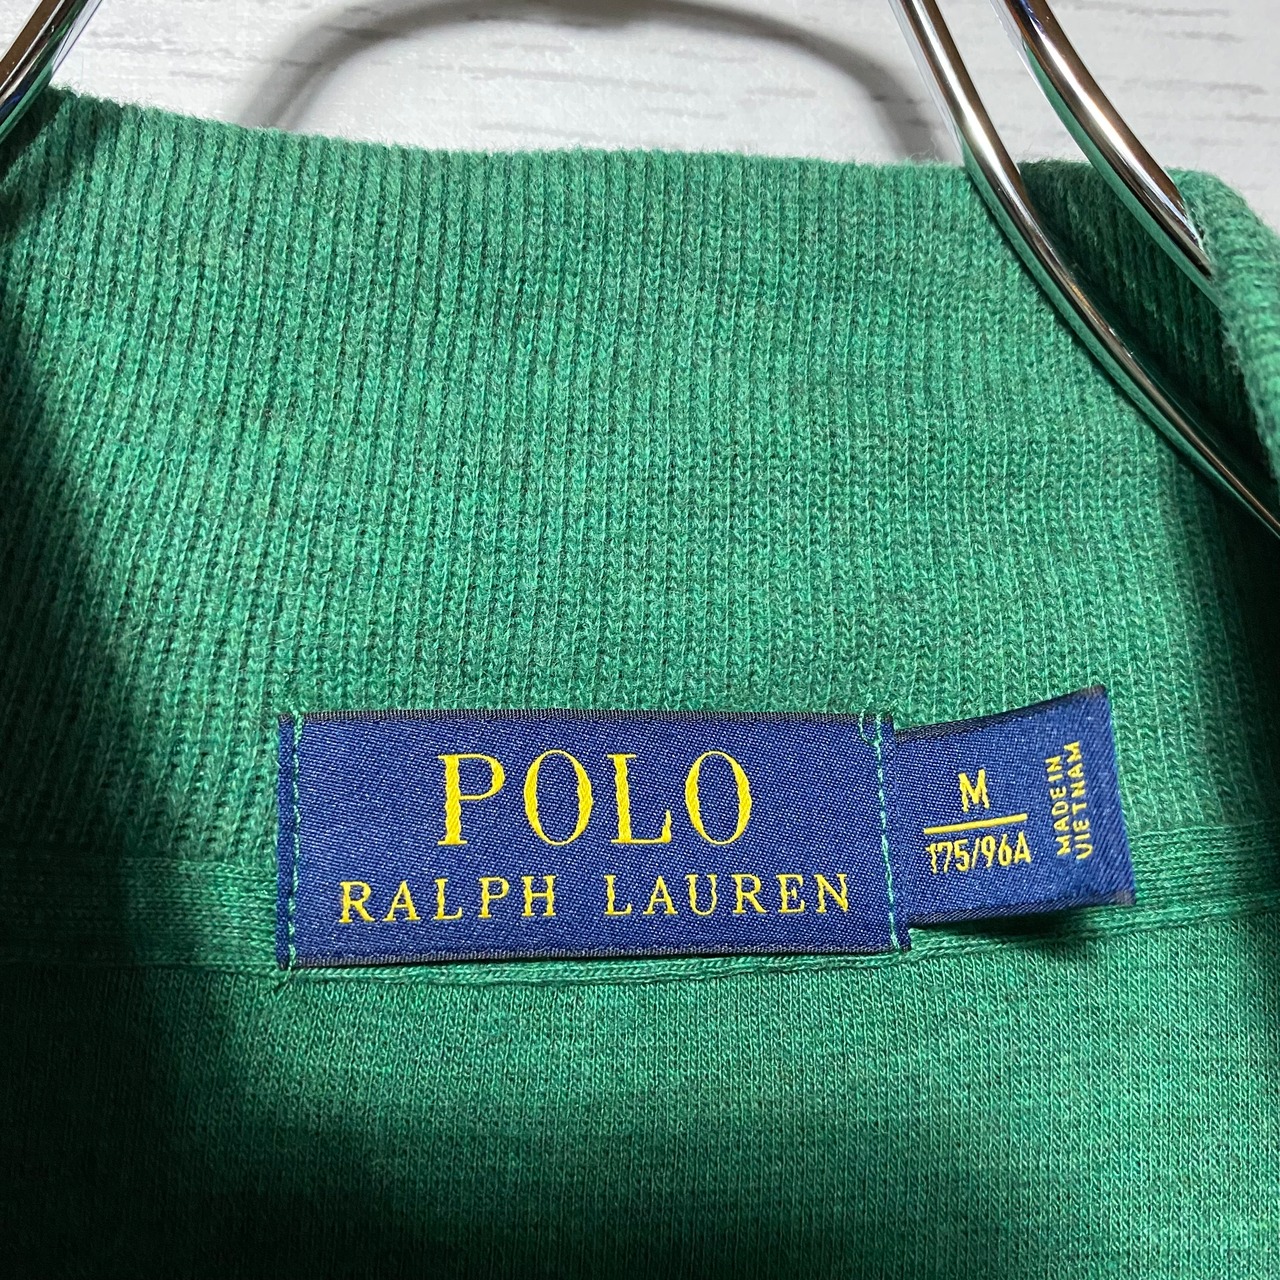 POLO
RALPH LAUREN
M
175/96A
MADE IN
VIETNAM